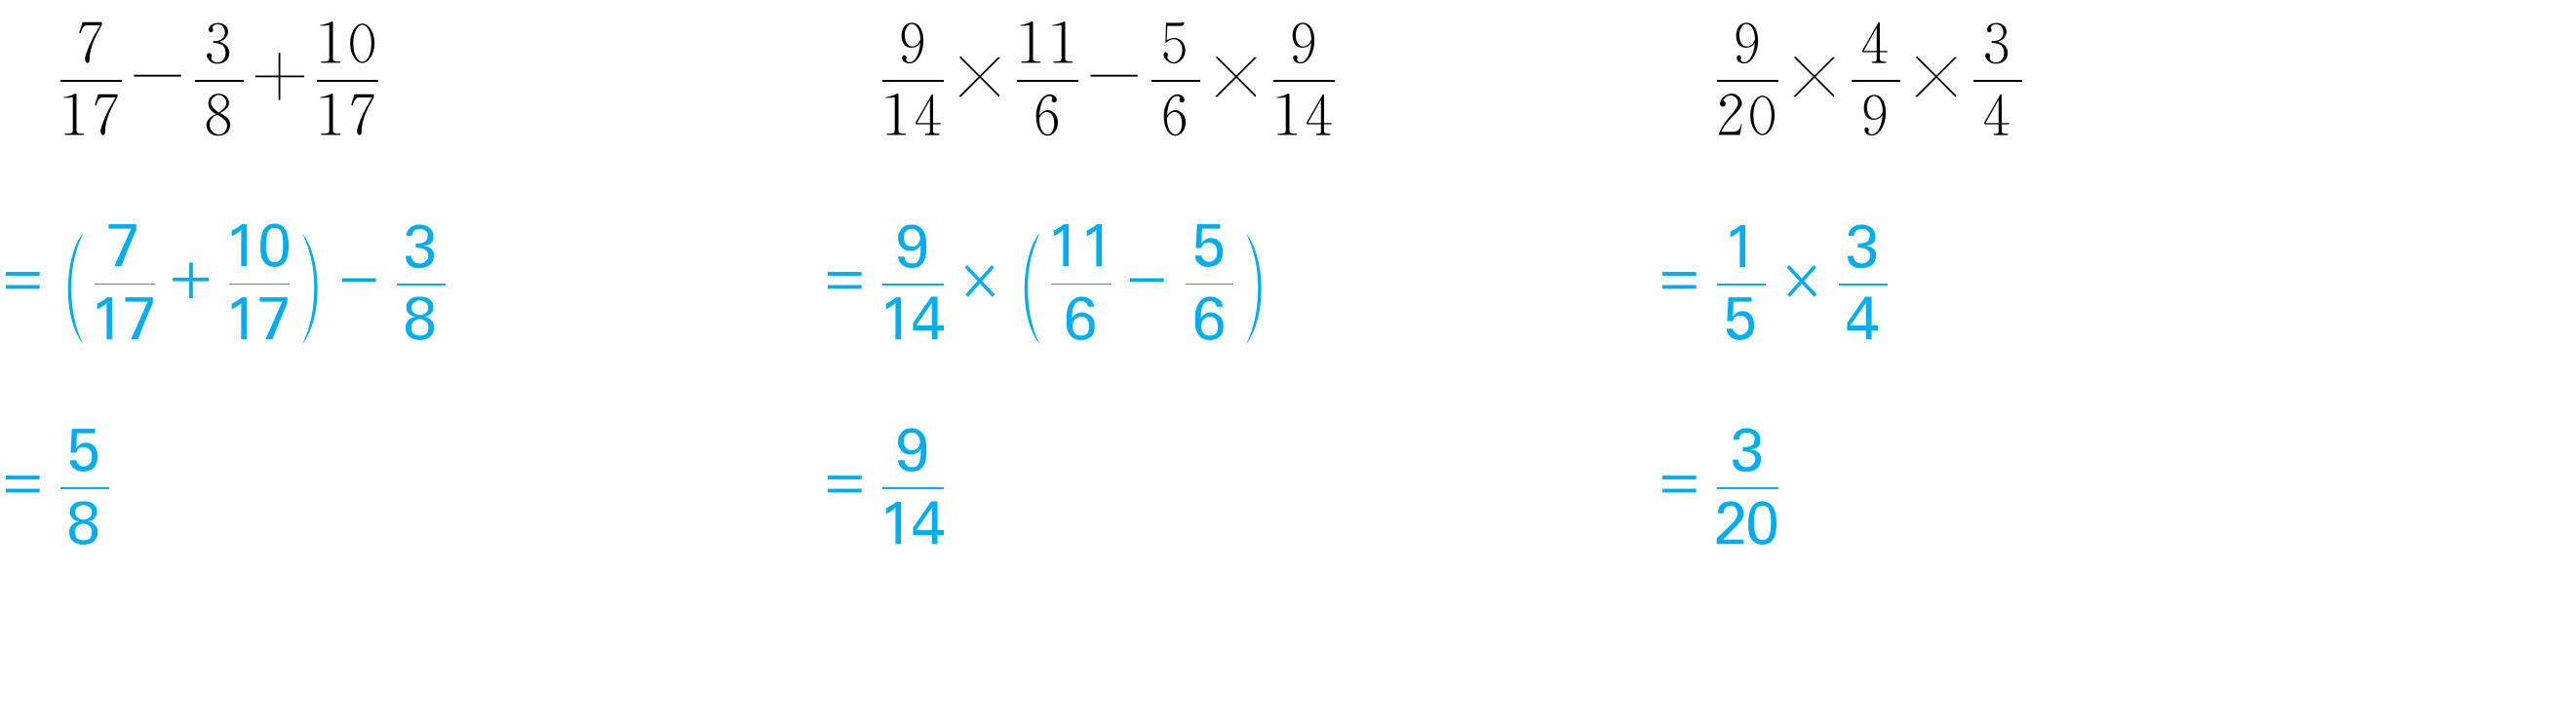 7/17 − 3/8 + 10/17
= (7/17 + 10/17) − 3/8
= 5/8
9/14 × 11/6 − 5/6 × 9/14
= 9/14 × (11/6 − 5/6)
= 9/14
9/20 × 4/9 × 3/4
= 1/5 × 3/4
= 3/20